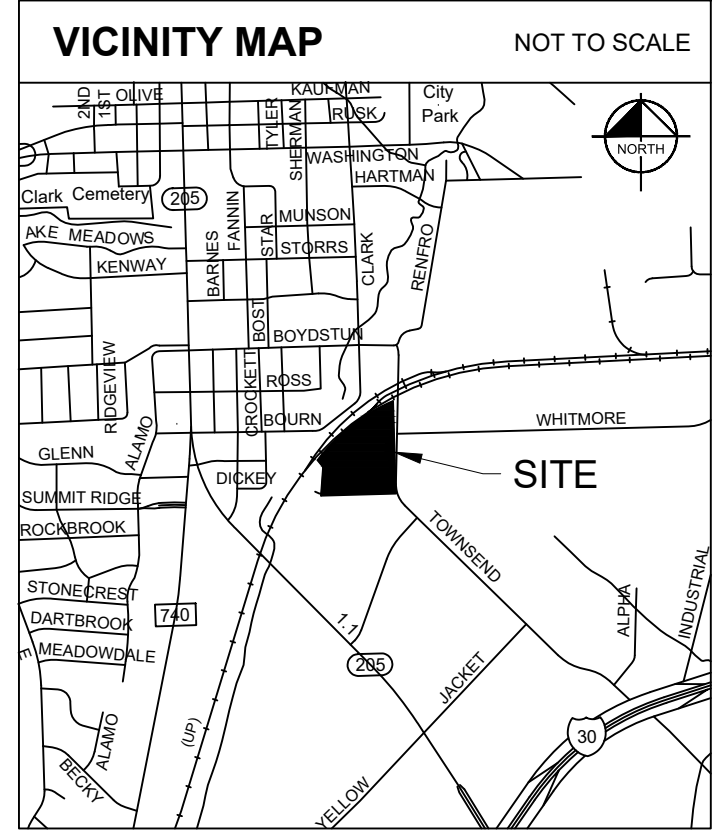 VICINITY MAP
NOT TO SCALE
2ND
1ST
OLIVE
KAUFMAN
City
Park
RUSK
TYLER
SHERMAN
WASHINGTON
HARTMAN
NORTH
Clark Cemetery
205
FANNIN
STAR
MUNSON
AKE MEADOWS
STORRS
BARNES
CLARK
RENFRO
KENWAY
BOST
BOYDSTUN
RIDGEVIEW
CROCKETT
ROSS
ALAMO
BOURN
WHITMORE
GLENN
DICKEY
SITE
SUMMIT RIDGE
ROCKBROOK
TOWNSEND
STONECREST
ALPHA
INDUSTRIAL
740
DARTBROOK
1.1
E
MEADOWDALE
205
JACKET
ALAMO
(UP)
30
BECKY
YELLOW